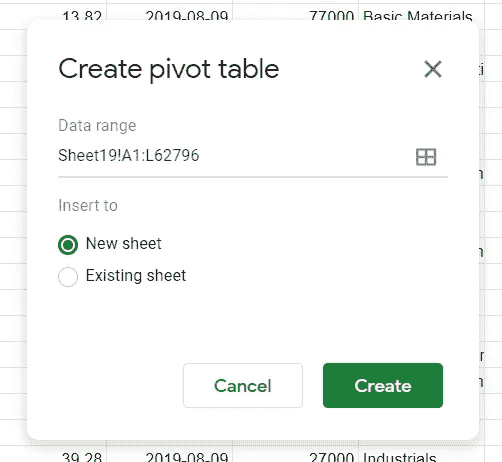 13.82 2019-08-09 77000 Basic Materials
Create pivot table
Data range
Sheet19!A1:L62796
Insert to
New sheet
Existing sheet
Cancel
Create
39.28 2019-08-09 27000 Industrials